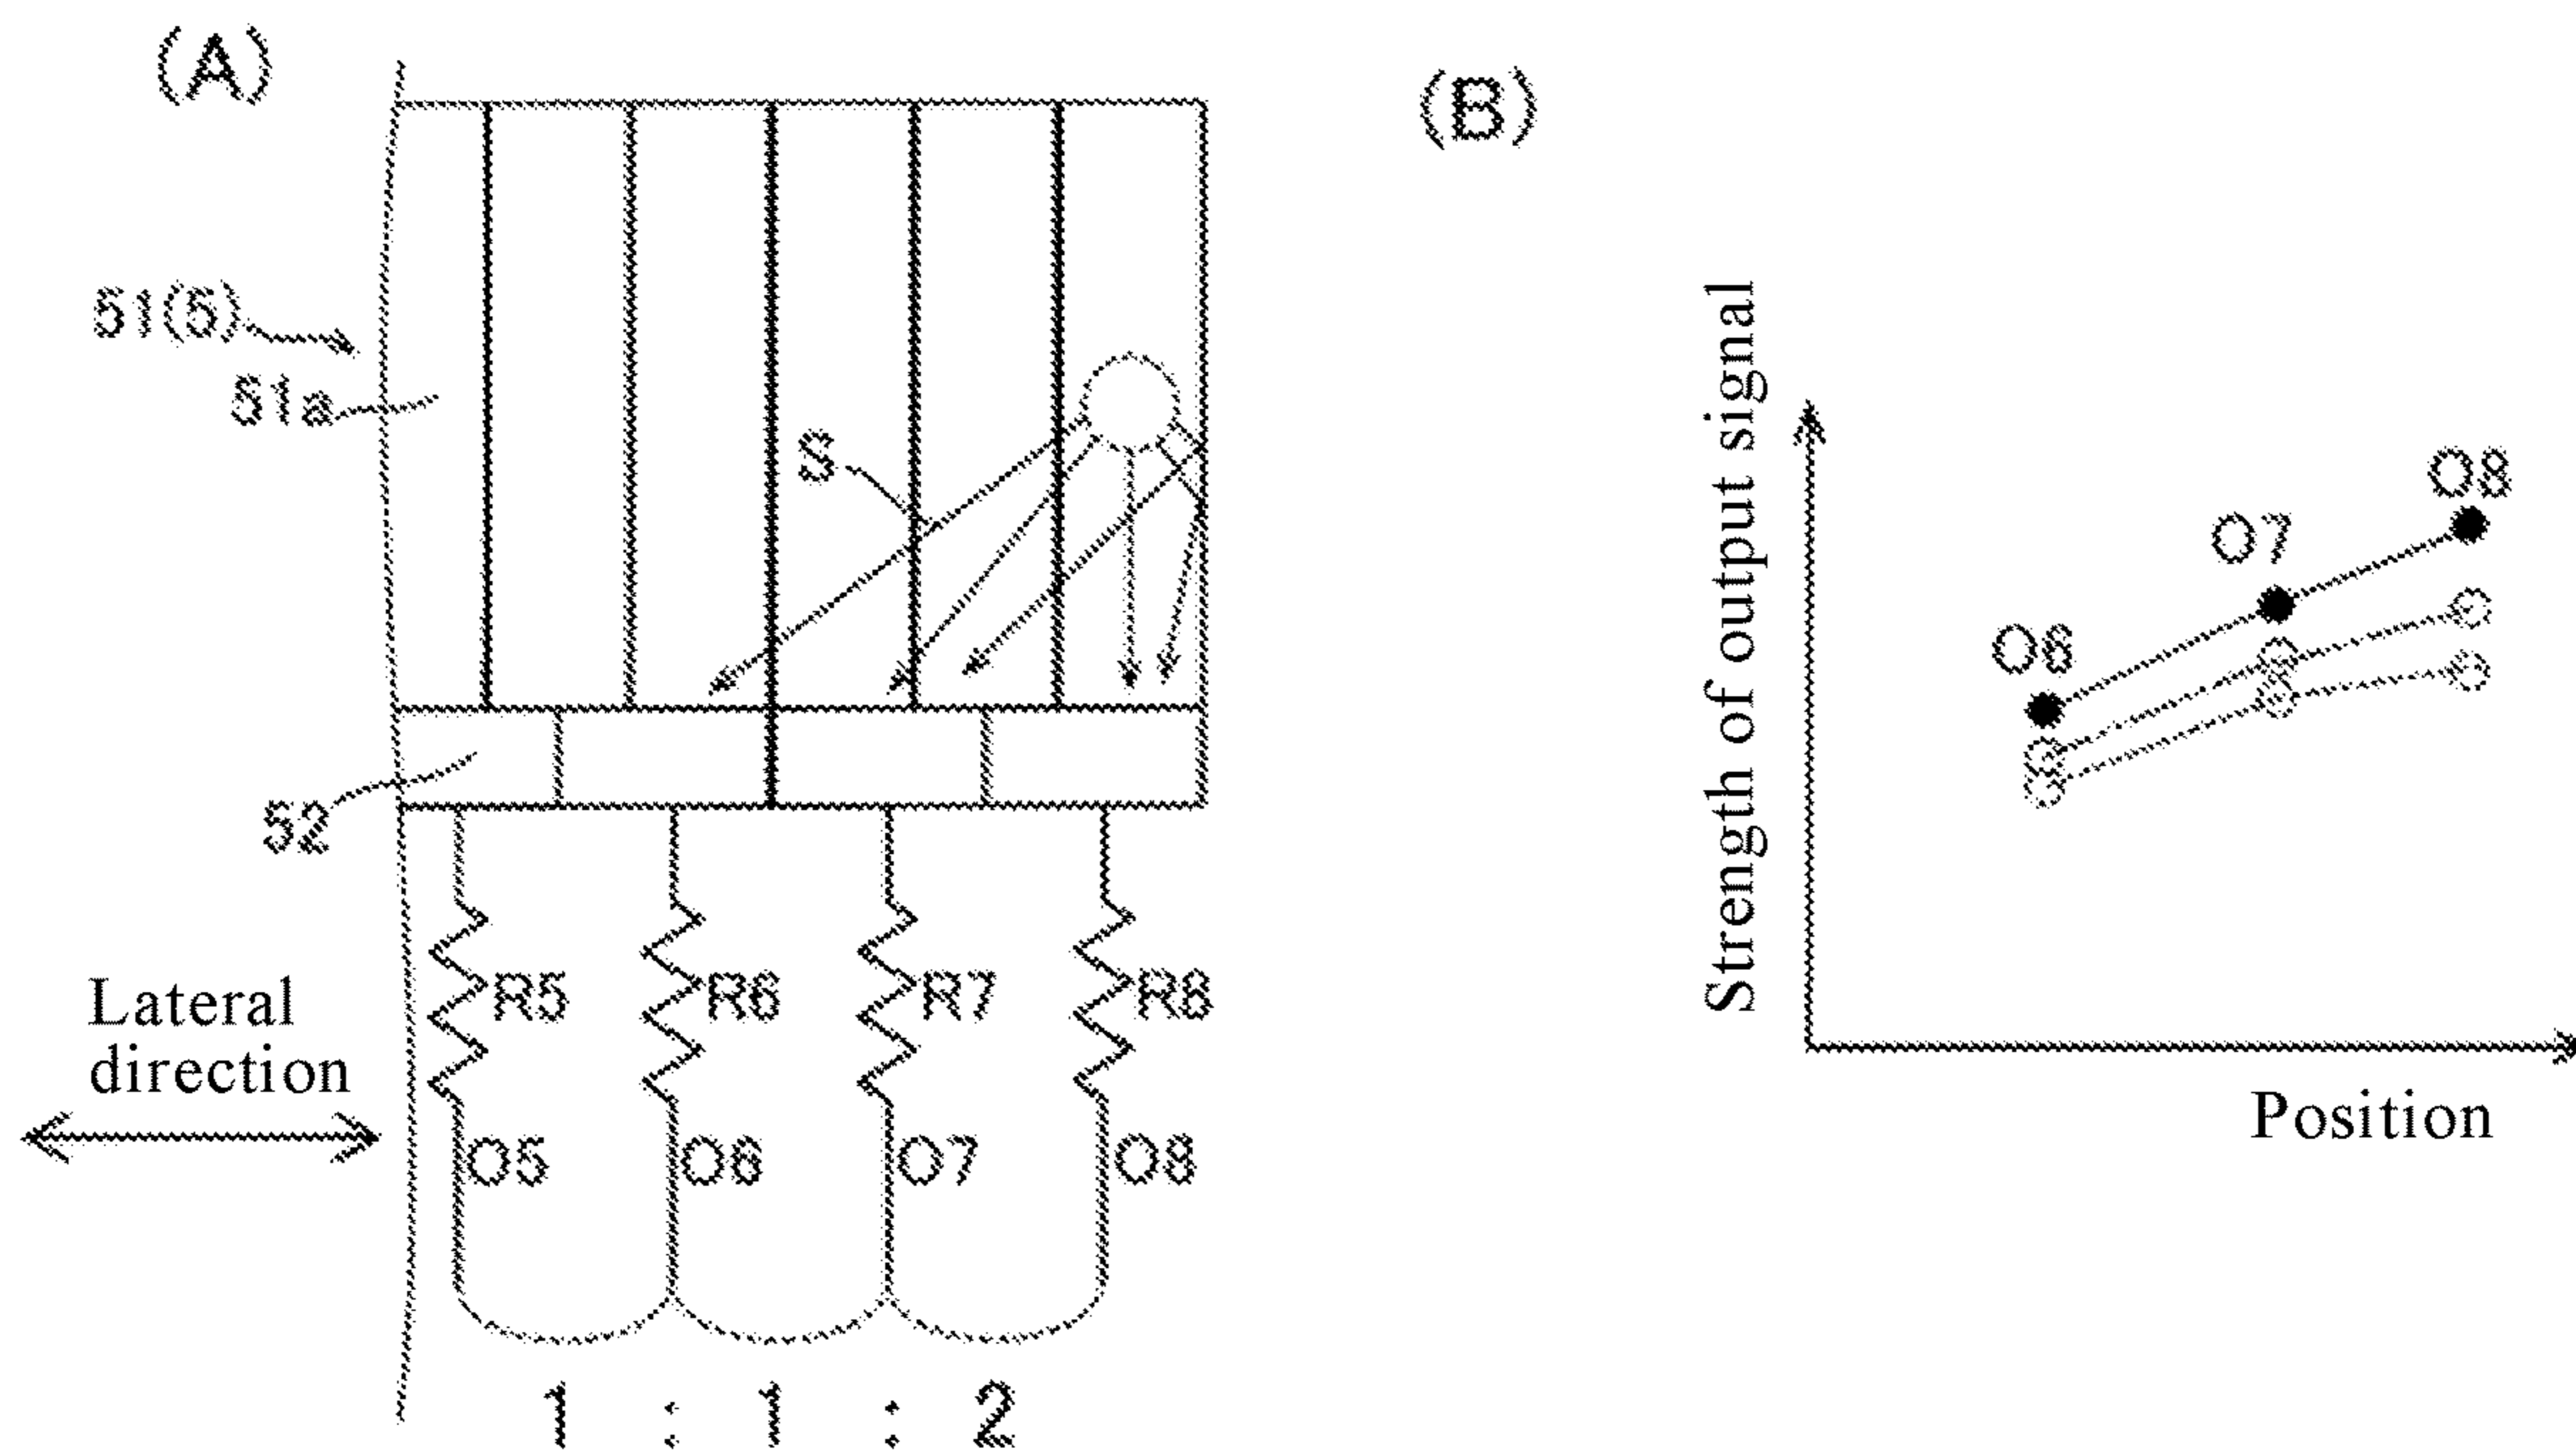 (A)
(B)
51(5)
51a
S
52
R5 R6 R7 R8
O5 O6 O7 O8
Lateral
direction
1 : 1 : 2
Strength of output signal
O6
O7
O8
Position